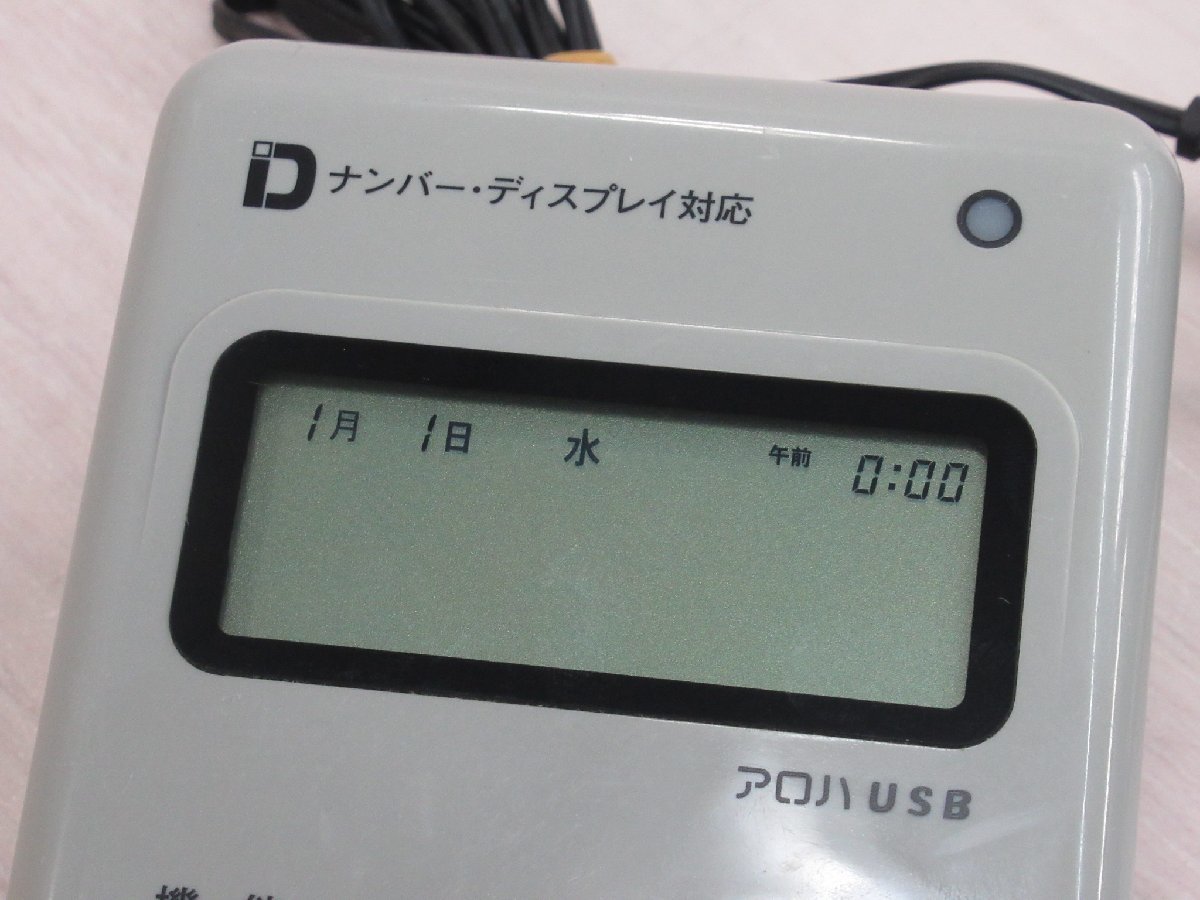 iD ナンバー・ディスプレイ対応
1月 1日 水 午前 0:00
アロハUSB
機